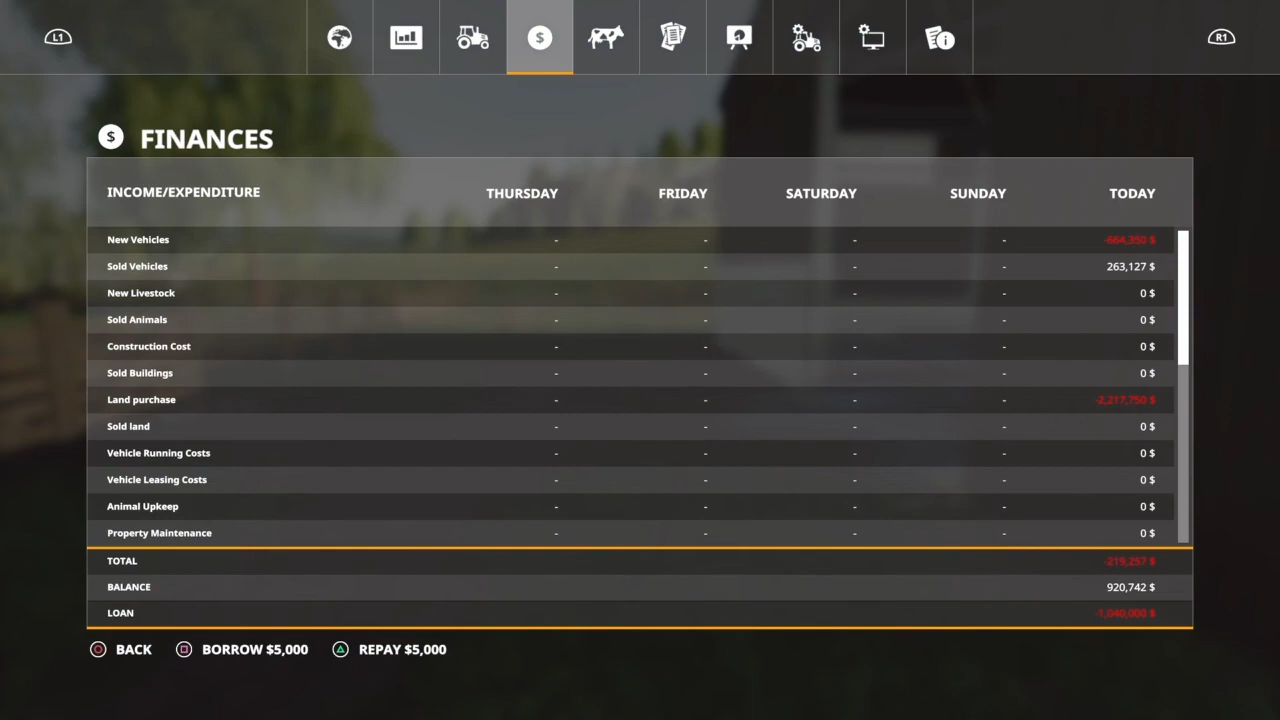 L1 R1
FINANCES
INCOME/EXPENDITURE THURSDAY FRIDAY SATURDAY SUNDAY TODAY
New Vehicles - - - - -664,350 $
Sold Vehicles - - - - 263,127 $
New Livestock - - - - 0 $
Sold Animals - - - - 0 $
Construction Cost - - - - 0 $
Sold Buildings - - - - 0 $
Land purchase - - - - -2,217,750 $
Sold land - - - - 0 $
Vehicle Running Costs - - - - 0 $
Vehicle Leasing Costs - - - - 0 $
Animal Upkeep - - - - 0 $
Property Maintenance - - - - 0 $
TOTAL -219,257 $
BALANCE 920,742 $
LOAN -1,040,000 $
BACK BORROW $5,000 REPAY $5,000